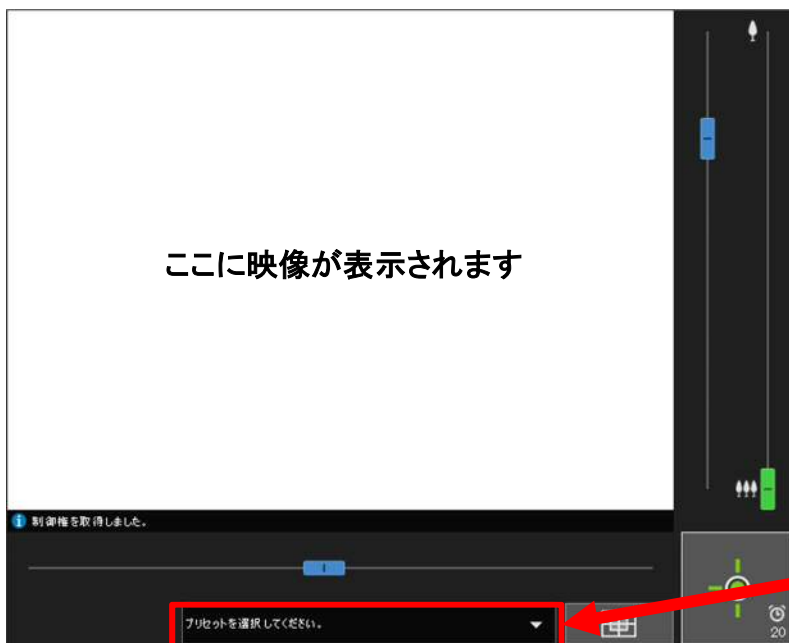 ここに映像が表示されます
制御権を取得しました。
プリセットを選択してください。
20